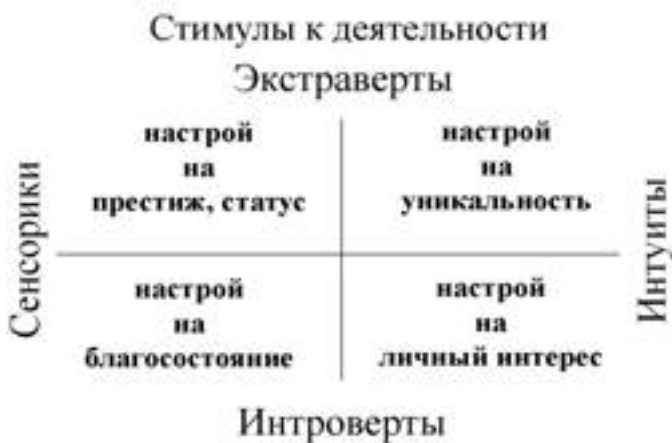 Стимулы к деятельности
Экстраверты
настрой
на
престиж, статус
настрой
на
уникальность
Сенсорики
Интуиты
настрой
на
благосостояние
настрой
на
личный интерес
Интроверты